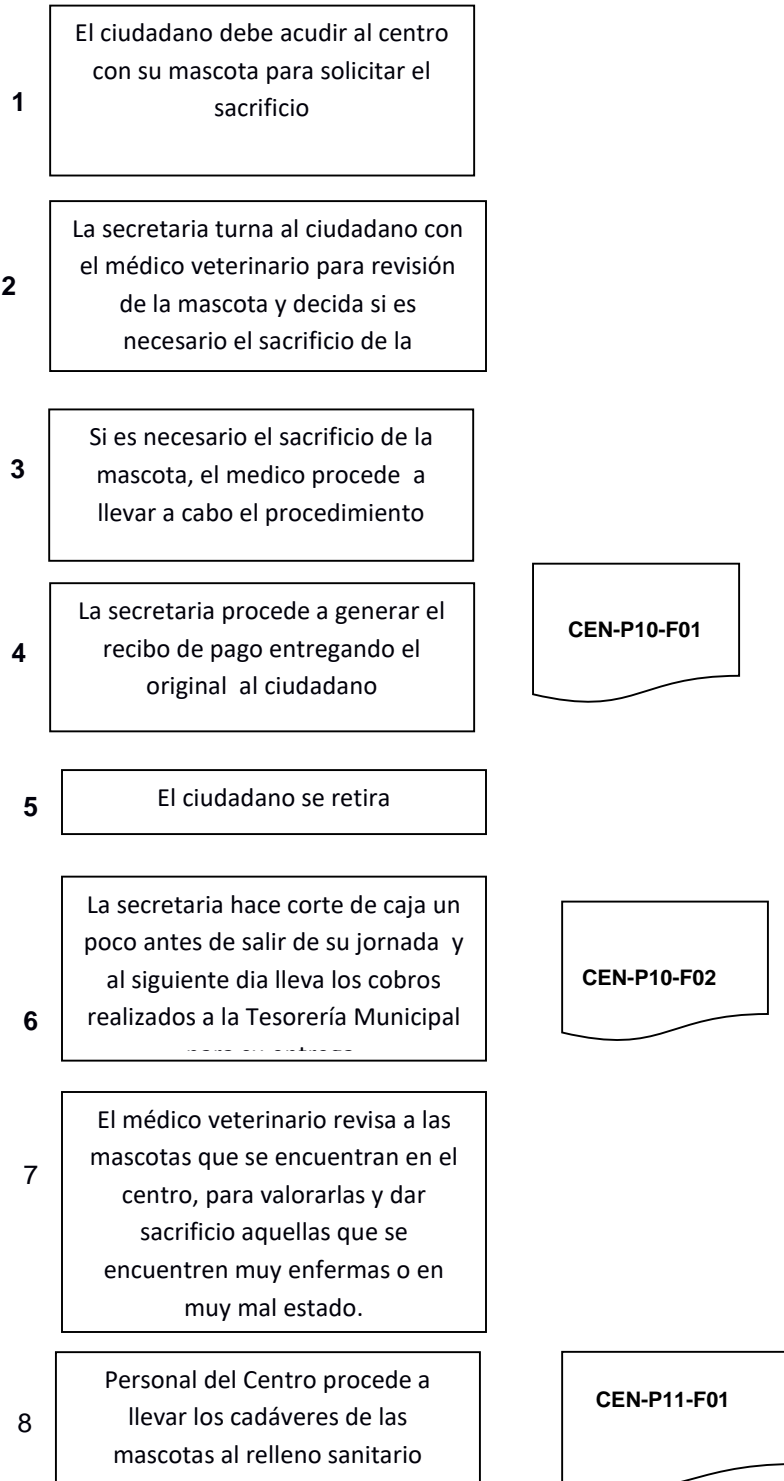 El ciudadano debe acudir al centro
con su mascota para solicitar el
sacrificio
1
La secretaria turna al ciudadano con
el médico veterinario para revisión
de la mascota y decida si es
necesario el sacrificio de la
2
Si es necesario el sacrificio de la
mascota, el medico procede a
llevar a cabo el procedimiento
3
La secretaria procede a generar el
recibo de pago entregando el
original al ciudadano
4
CEN-P10-F01
5
El ciudadano se retira
La secretaria hace corte de caja un
poco antes de salir de su jornada y
al siguiente dia lleva los cobros
realizados a la Tesorería Municipal
6
CEN-P10-F02
El médico veterinario revisa a las
mascotas que se encuentran en el
centro, para valorarlas y dar
sacrificio aquellas que se
encuentren muy enfermas o en
muy mal estado.
7
Personal del Centro procede a
llevar los cadáveres de las
mascotas al relleno sanitario
8
CEN-P11-F01